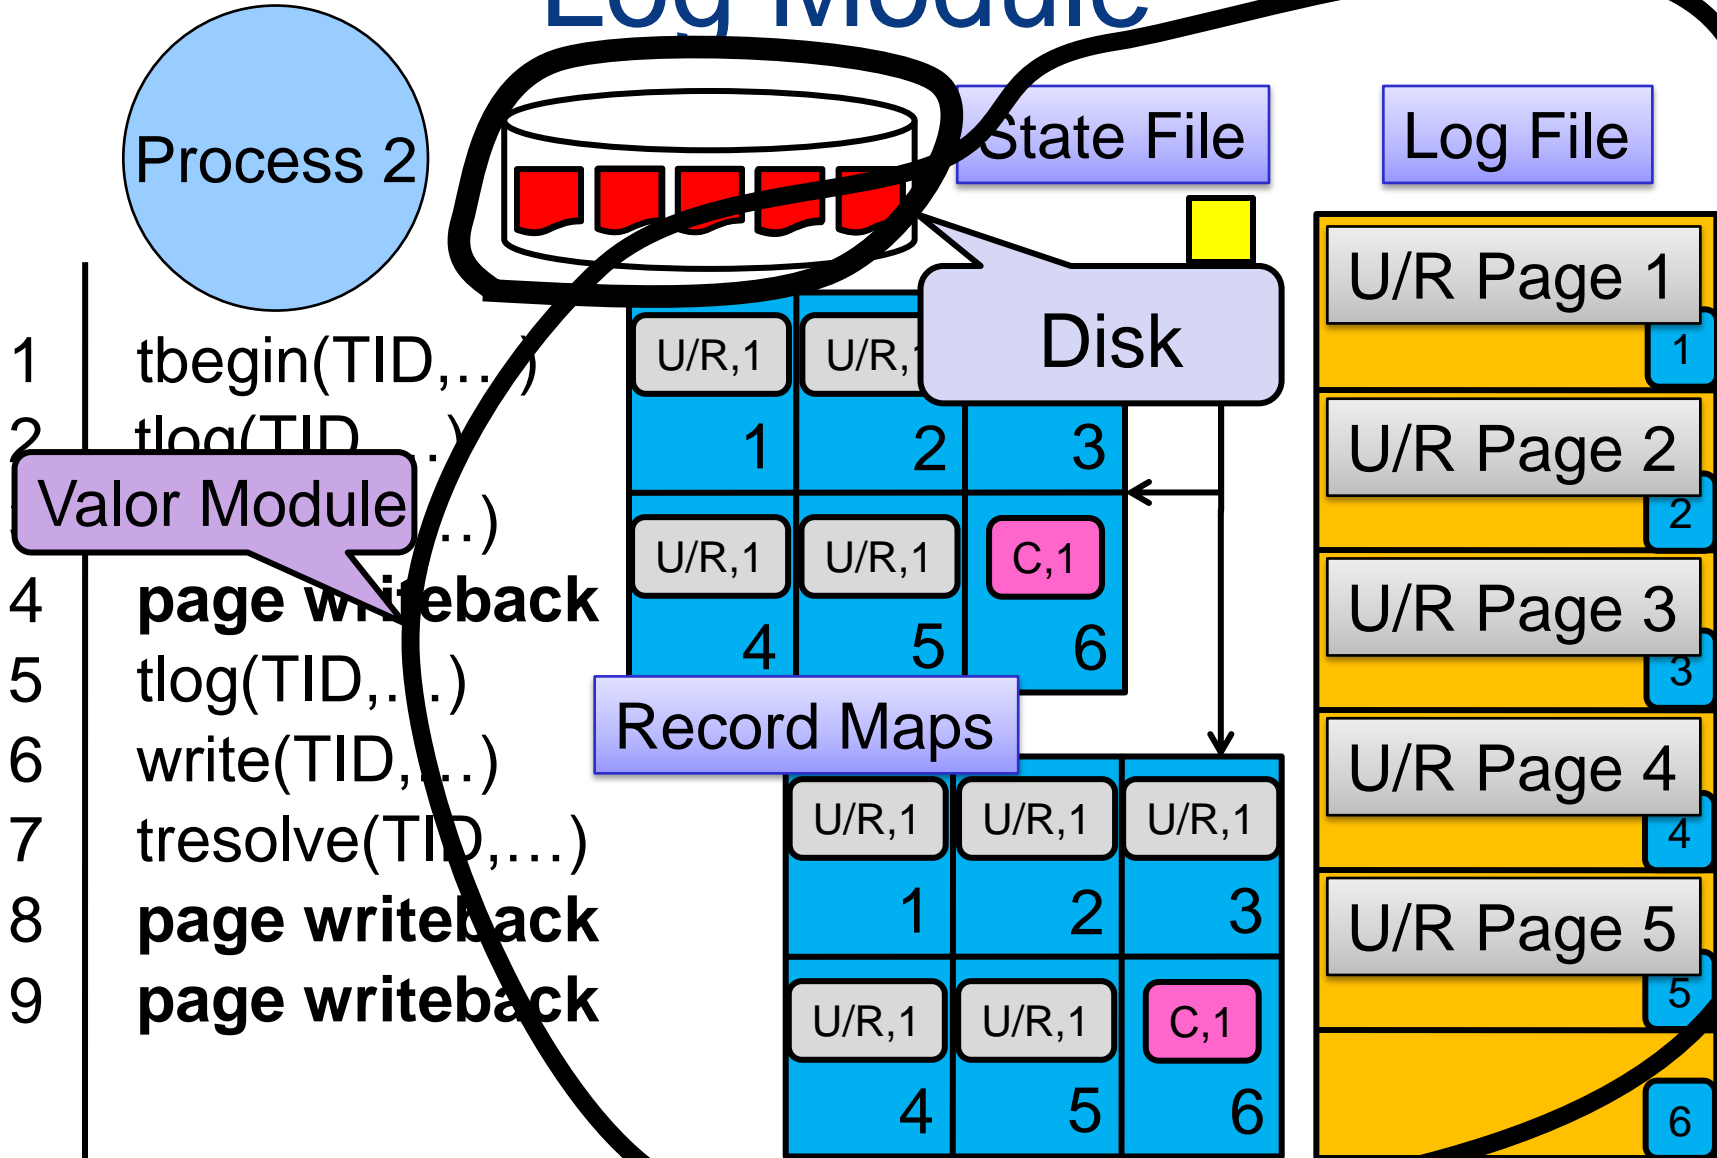 Log Module
Process 2
State File
Log File
Disk
1 tbegin(TID,…)
2 tlog(TID,…)
Valor Module
…)
4 page writeback
5 tlog(TID,…)
6 write(TID,…)
7 tresolve(TID,…)
8 page writeback
9 page writeback
U/R,1
U/R,1
1 2 3
U/R,1 U/R,1 C,1
4 5 6
Record Maps
U/R,1 U/R,1 U/R,1
1 2 3
U/R,1 U/R,1 C,1
4 5 6
U/R Page 1
1
U/R Page 2
2
U/R Page 3
3
U/R Page 4
4
U/R Page 5
5
6